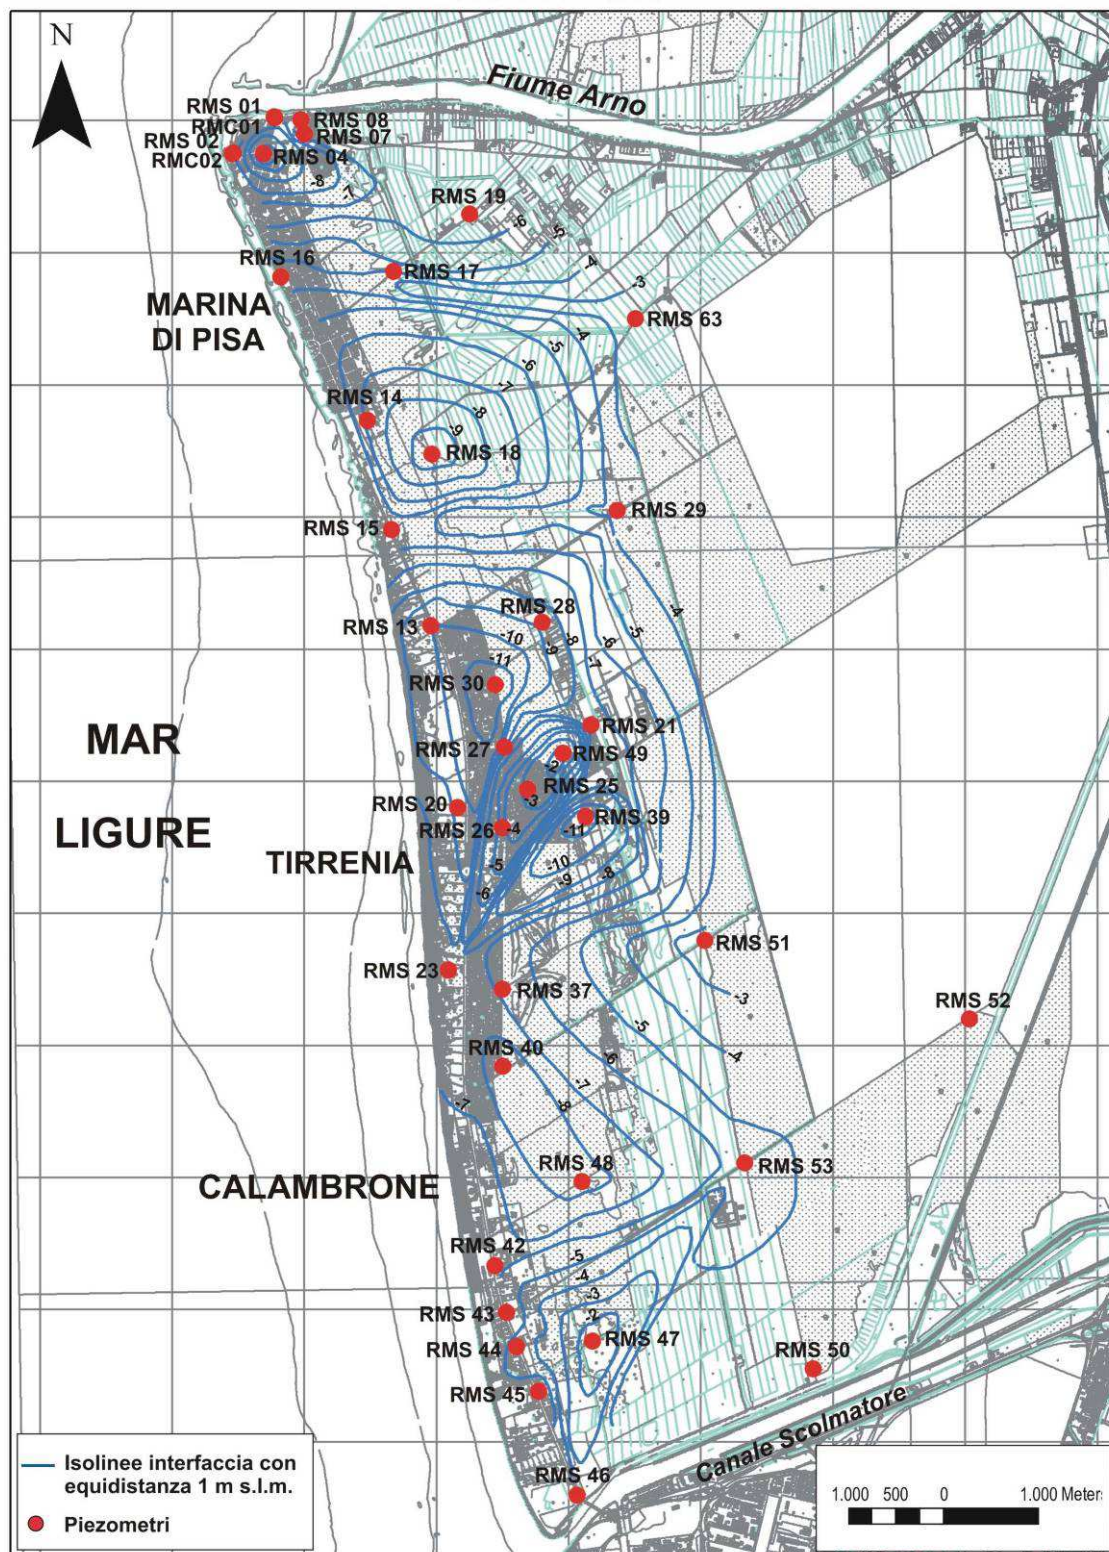 N
Fiume Arno
RMS 01
RMS 08
RMC01
RMS 07
RMS 02
RMC02
RMS 04
-8
-7
RMS 19
-6
-5
RMS 16
RMS 17
-4
-3
MARINA
DI PISA
RMS 63
-4
-5
-6
-7
RMS 14
-8
-9
RMS 18
RMS 15
RMS 29
-4
-5
RMS 28
RMS 13
-10
-8
-6
-9
-11
-7
RMS 30
RMS 21
MAR
RMS 27
RMS 49
-2
RMS 25
-3
RMS 20
RMS 39
LIGURE
RMS 26
-4
-11
TIRRENIA
-5
-10
-8
-9
-6
RMS 51
RMS 23
RMS 37
-3
RMS 52
-5
RMS 40
-6
-4
-7
-7
-8
RMS 53
CALAMBRONE
RMS 48
RMS 42
-5
-4
-3
RMS 43
-2
RMS 44
RMS 47
RMS 50
RMS 45
Canale Scolmatore
Isolinee interfaccia con
equidistanza 1 m s.l.m.
Piezometri
RMS 46
1.000 500 0 1.000 Meters